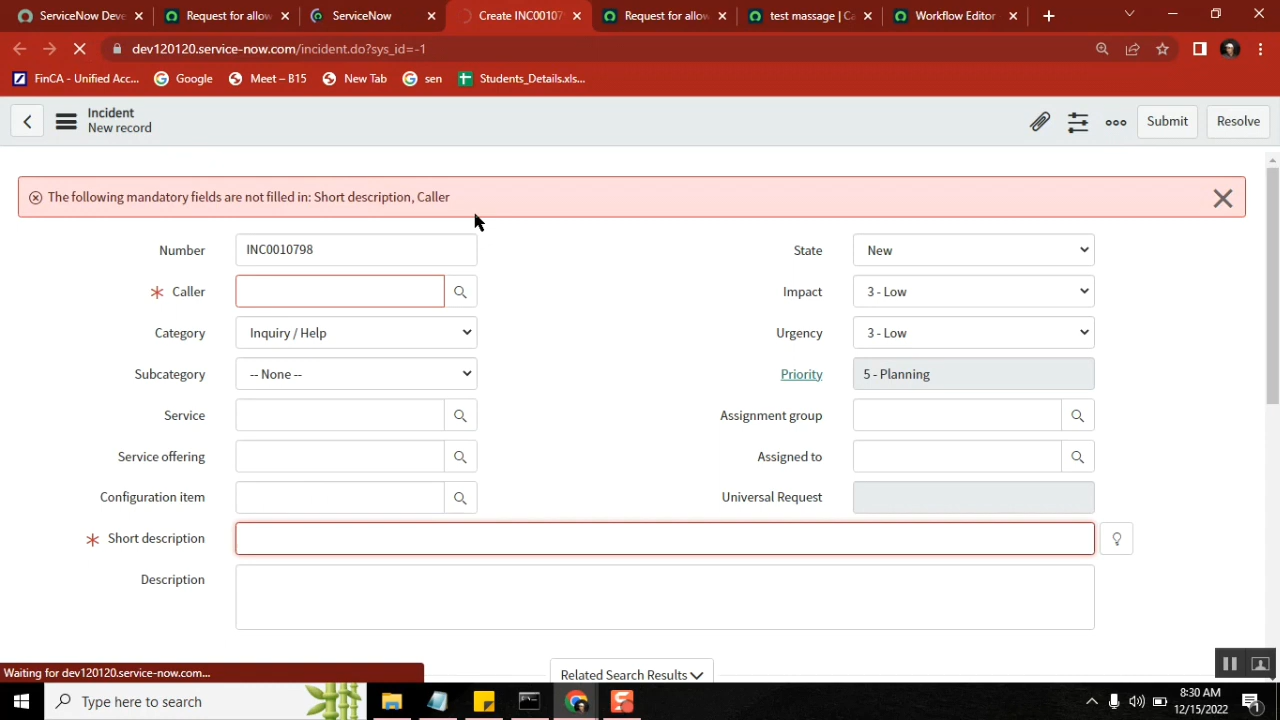 ServiceNow Deve
Request for allow
ServiceNow
Create INC00107
Request for allow
test massage | Ca
Workflow Editor
dev120120.service-now.com/incident.do?sys_id=-1
FinCA - Unified Acc...
Google
Meet – B15
New Tab
sen
Students_Details.xls...
Incident
New record
Submit
Resolve
The following mandatory fields are not filled in: Short description, Caller
Number
INC0010798
State
New
Caller
Impact
3 - Low
Category
Inquiry / Help
Urgency
3 - Low
Subcategory
-- None --
Priority
5 - Planning
Service
Assignment group
Service offering
Assigned to
Configuration item
Universal Request
Short description
Description
Related Search Results
Waiting for dev120120.service-now.com...
Type here to search
8:30 AM
12/15/2022
1